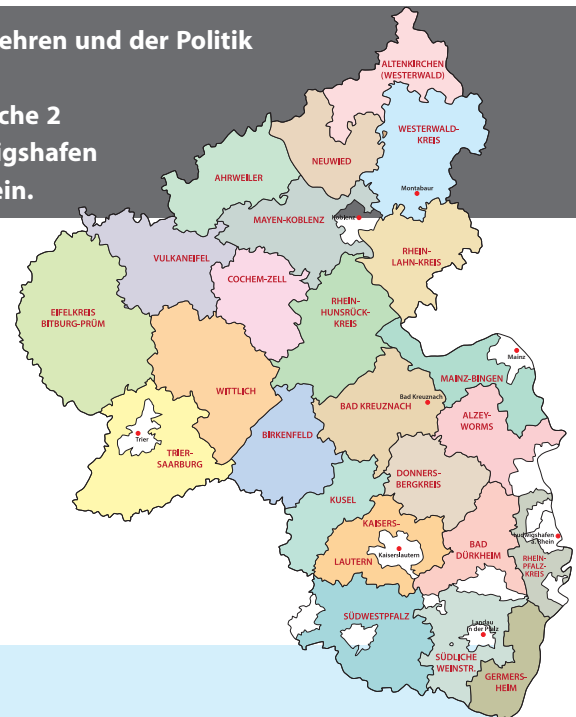 ehren und der Politik
che 2
igshafen
ein.
ALTENKIRCHEN
(WESTERWALD)
WESTERWALD-
KREIS
NEUWIED
AHRWEILER
Montabaur
MAYEN-KOBLENZ
Koblenz
VULKANEIFEL
RHEIN-
LAHN-KREIS
COCHEM-ZELL
RHEIN-
HUNSRÜCK-
KREIS
EIFELKREIS
BITBURG-PRÜM
Mainz
MAINZ-BINGEN
WITTLICH
Bad Kreuznach
BAD KREUZNACH
ALZEY-
WORMS
Trier
BIRKENFELD
TRIER-
SAARBURG
DONNERS-
BERGKREIS
KUSEL
KAISERS-
LAUTERN
Kaiserslautern
BAD
DÜRKHEIM
Ludwigshafen
a. Rhein
RHEIN-
PFALZ-
KREIS
SÜDWESTPFALZ
Landau
in der Pfalz
SÜDLICHE
WEINSTR.
GERMERS-
HEIM